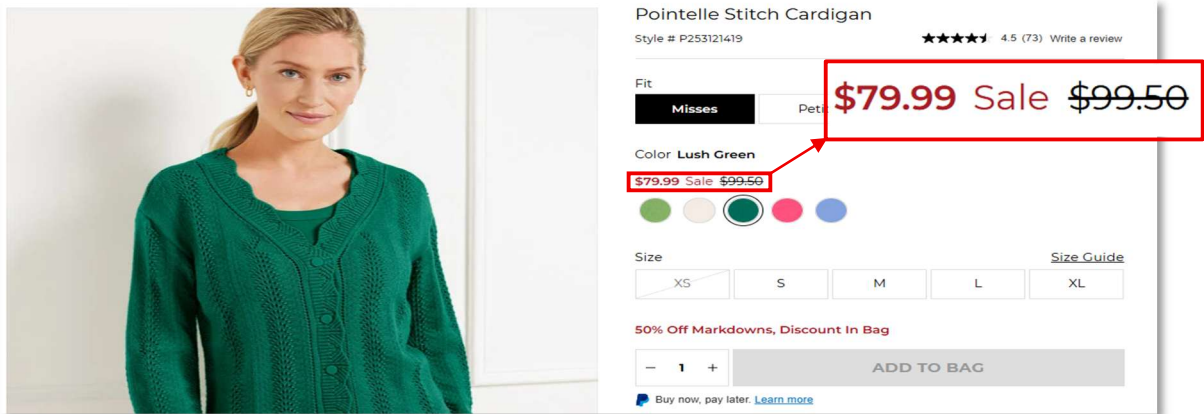 Pointelle Stitch Cardigan
Style # P253121419
4.5 (73) Write a review
Fit
Misses
$79.99 Sale $99.50
Color Lush Green
$79.99 Sale $99.50
Size
Size Guide
XS
S
M
L
XL
50% Off Markdowns, Discount In Bag
− 1 +
ADD TO BAG
Buy now, pay later. Learn more